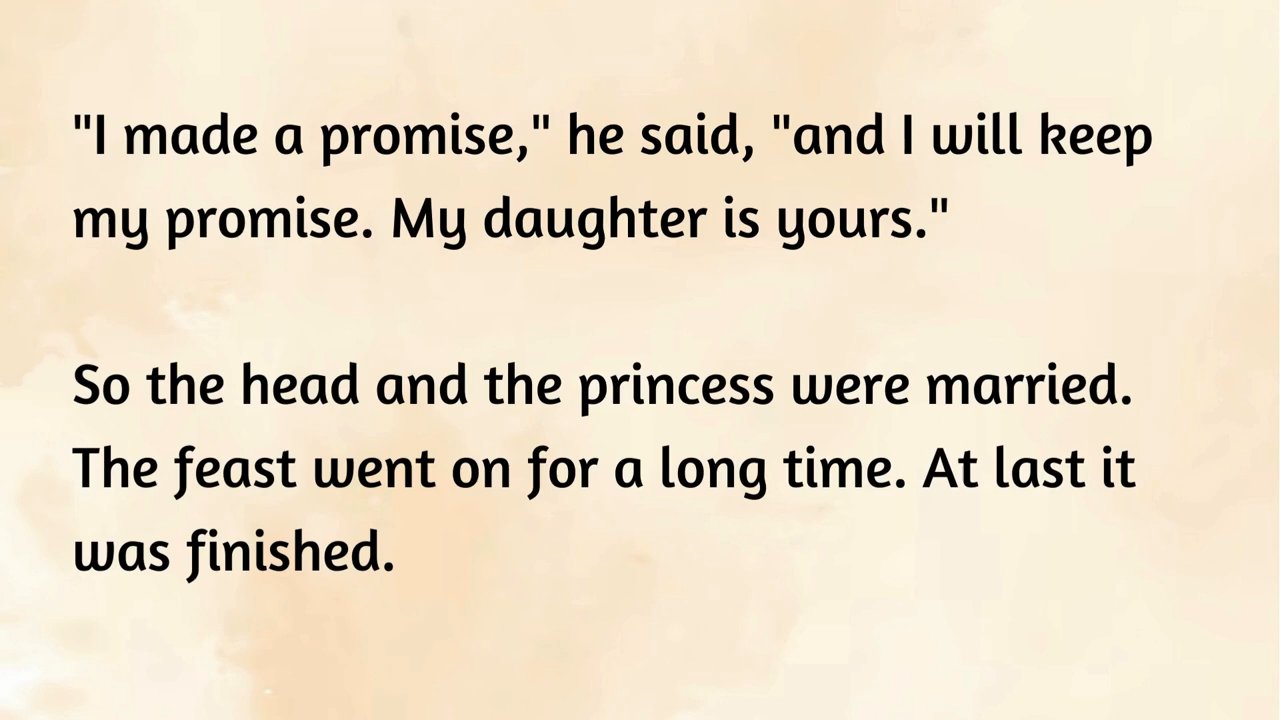 "I made a promise," he said, "and I will keep
my promise. My daughter is yours."
So the head and the princess were married.
The feast went on for a long time. At last it
was finished.